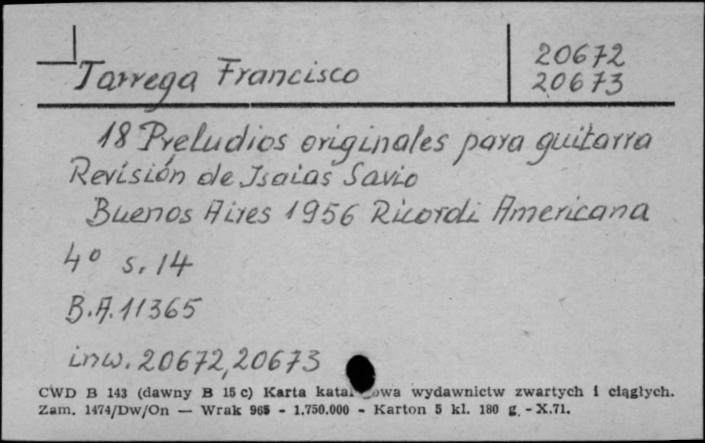 Tarrega Francisco
20672
20673
18 Preludios originales para guitarra
Revisión de Isaias Savio
Buenos Aires 1956 Ricordi Americana
4° s. 14
B.A. 11365
inw. 20672, 20673
CWD B 143 (dawny B 15 c) Karta kata owa wydawnictw zwartych i ciągłych.
Zam. 1474/Dw/On — Wrak 965 - 1.750.000 - Karton 5 kl. 180 g. - X.71.